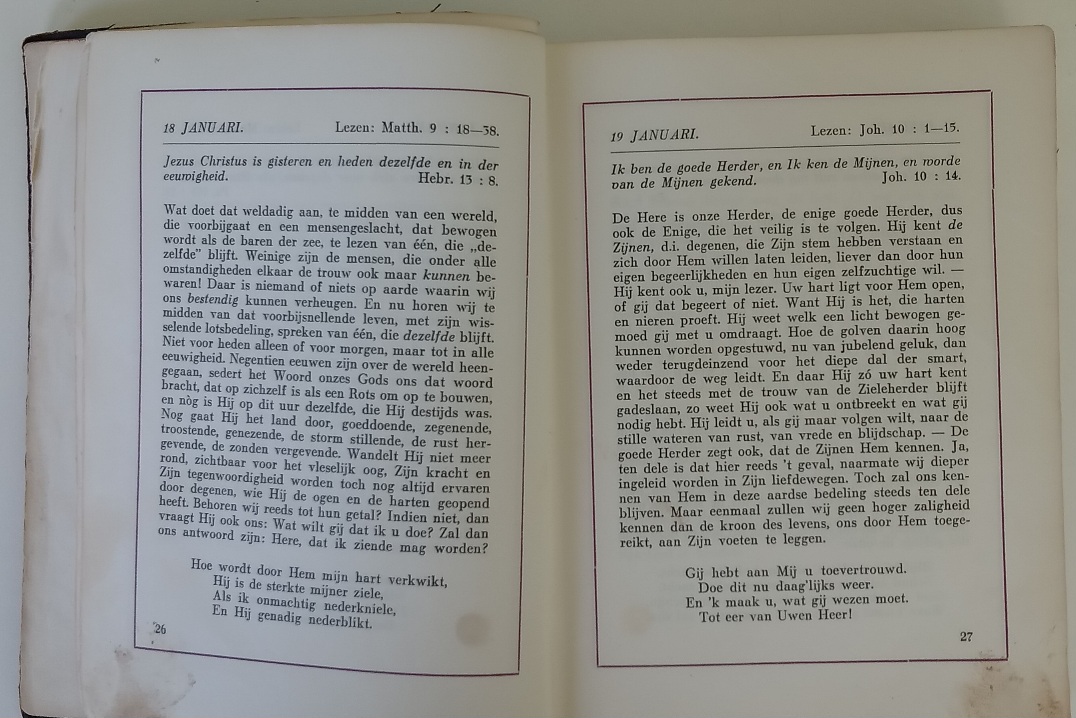 18 JANUARI. Lezen: Matth. 9 : 18—38.
Jezus Christus is gisteren en heden dezelfde en in der
eeuwigheid. Hebr. 13 : 8.
Wat doet dat weldadig aan, te midden van een wereld,
die voorbijgaat en een mensengeslacht, dat bewogen
wordt als de baren der zee, te lezen van één, die „de-
zelfde” blijft. Weinige zijn de mensen, die onder alle
omstandigheden elkaar de trouw ook maar kunnen be-
waren! Daar is niemand of niets op aarde waarin wij
ons bestendig kunnen verheugen. En nu horen wij te
midden van dat voorbijsnellende leven, met zijn wis-
selende lotsbedeling, spreken van één, die dezelfde blijft.
Niet voor heden alleen of voor morgen, maar tot in alle
eeuwigheid. Negentien eeuwen zijn over de wereld heen-
gegaan, sedert het Woord onzes Gods ons dat woord
bracht, dat op zichzelf is als een Rots om op te bouwen,
en nòg is Hij op dit uur dezelfde, die Hij destijds was.
Nog gaat Hij het land door, goeddoende, zegenende,
troostende, genezende, de storm stillende, de rust her-
gevende, de zonden vergevende. Wandelt Hij niet meer
rond, zichtbaar voor het vleselijk oog, Zijn kracht en
Zijn tegenwoordigheid worden toch nog altijd ervaren
door degenen, wie Hij de ogen en de harten geopend
heeft. Behoren wij reeds tot hun getal? Indien niet, dan
vraagt Hij ook ons: Wat wilt gij dat ik u doe? Zal dan
ons antwoord zijn: Here, dat ik ziende mag worden?
Hoe wordt door Hem mijn hart verkwikt,
Hij is de sterkte mijner ziele,
Als ik onmachtig nederkniele,
En Hij genadig nederblikt.
26
19 JANUARI. Lezen: Joh. 10 : 1—15.
Ik ben de goede Herder, en Ik ken de Mijnen, en worde
van de Mijnen gekend. Joh. 10 : 14.
De Here is onze Herder, de enige goede Herder, dus
ook de Enige, die het veilig is te volgen. Hij kent de
Zijnen, d.i. degenen, die Zijn stem hebben verstaan en
zich door Hem willen laten leiden, liever dan door hun
eigen begeerlijkheden en hun eigen zelfzuchtige wil. —
Hij kent ook u, mijn lezer. Uw hart ligt voor Hem open,
of gij dat begeert of niet. Want Hij is het, die harten
en nieren proeft. Hij weet welk een licht bewogen ge-
moed gij met u omdraagt. Hoe de golven daarin hoog
kunnen worden opgestuwd, nu van jubelend geluk, dan
weder terugdeinzend voor het diepe dal der smart,
waardoor de weg leidt. En daar Hij zó uw hart kent
en het steeds met de trouw van de Zieleherder blijft
gadeslaan, zo weet Hij ook wat u ontbreekt en wat gij
nodig hebt. Hij leidt u, als gij maar volgen wilt, naar de
stille wateren van rust, van vrede en blijdschap. — De
goede Herder zegt ook, dat de Zijnen Hem kennen. Ja,
ten dele is dat hier reeds 't geval, naarmate wij dieper
ingeleid worden in Zijn liefdewegen. Toch zal ons ken-
nen van Hem in deze aardse bedeling steeds ten dele
blijven. Maar eenmaal zullen wij geen hoger zaligheid
kennen dan de kroon des levens, ons door Hem toege-
reikt, aan Zijn voeten te leggen.
Gij hebt aan Mij u toevertrouwd.
Doe dit nu daag'lijks weer.
En 'k maak u, wat gij wezen moet.
Tot eer van Uwen Heer!
27